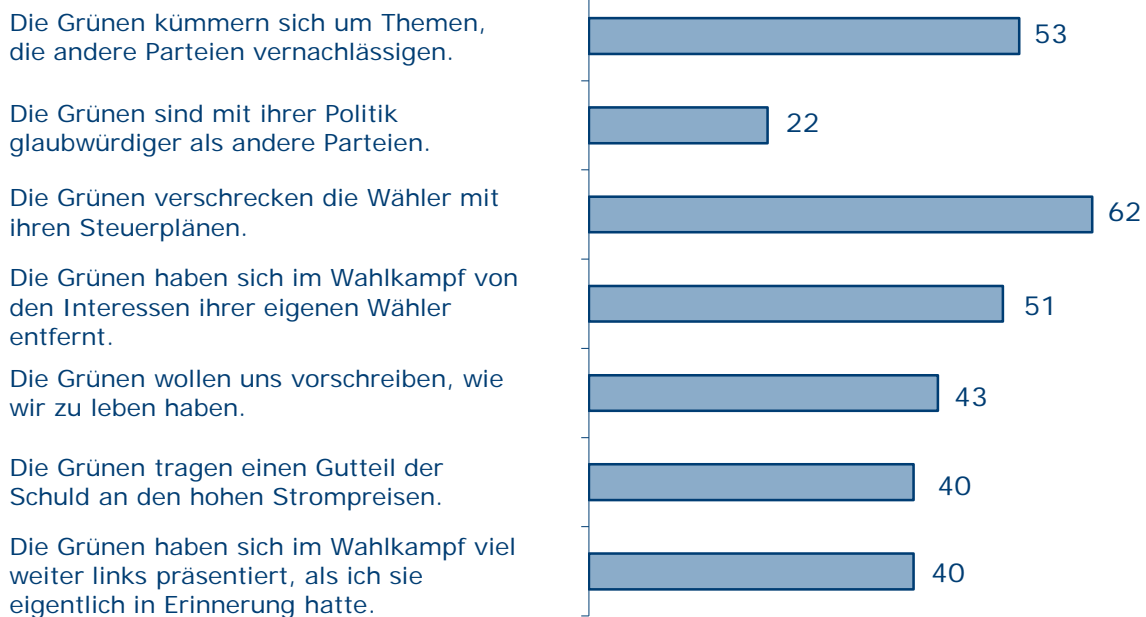 Die Grünen kümmern sich um Themen,
die andere Parteien vernachlässigen.
53
Die Grünen sind mit ihrer Politik
glaubwürdiger als andere Parteien.
22
Die Grünen verschrecken die Wähler mit
ihren Steuerplänen.
62
Die Grünen haben sich im Wahlkampf von
den Interessen ihrer eigenen Wähler
entfernt.
51
Die Grünen wollen uns vorschreiben, wie
wir zu leben haben.
43
Die Grünen tragen einen Gutteil der
Schuld an den hohen Strompreisen.
40
Die Grünen haben sich im Wahlkampf viel
weiter links präsentiert, als ich sie
eigentlich in Erinnerung hatte.
40